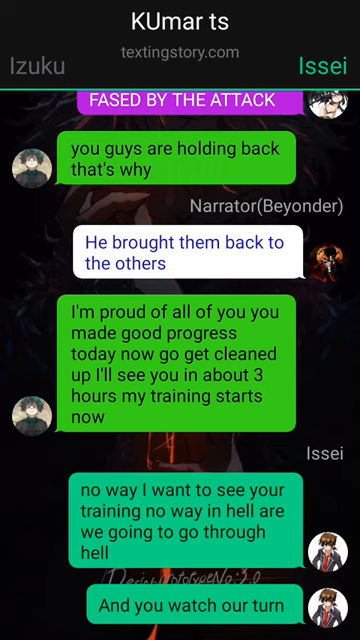 KUmar ts
textingstory.com
Izuku
Issei
FASED BY THE ATTACK
you guys are holding back
that's why
Narrator(Beyonder)
He brought them back to
the others
I'm proud of all of you you
made good progress
today now go get cleaned
up I'll see you in about 3
hours my training starts
now
Issei
no way I want to see your
training no way in hell are
we going to go through
hell
DesignPrototypeNo:3.0
And you watch our turn